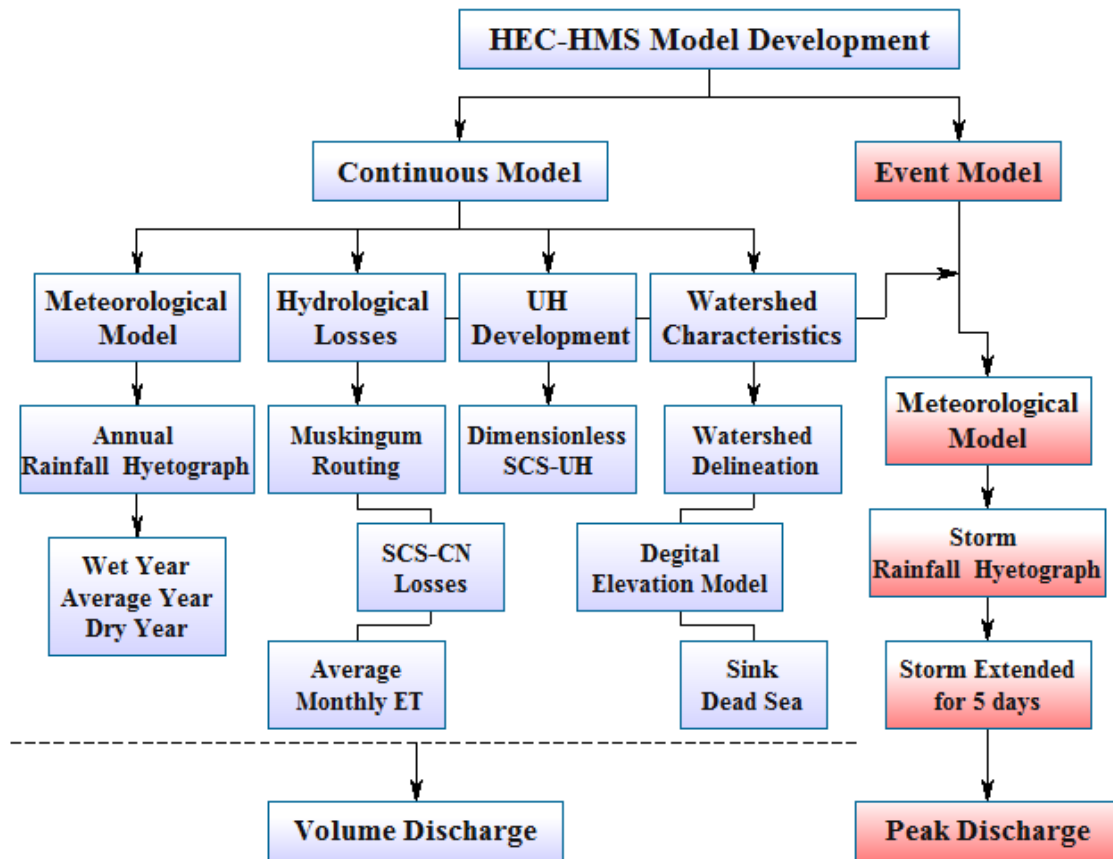 HEC-HMS Model Development
Continuous Model
Event Model
Meteorological
Model
Hydrological
Losses
UH
Development
Watershed
Characteristics
Annual
Rainfall Hyetograph
Muskingum
Routing
Dimensionless
SCS-UH
Watershed
Delineation
Meteorological
Model
Wet Year
Average Year
Dry Year
SCS-CN
Losses
Degital
Elevation Model
Storm
Rainfall Hyetograph
Average
Monthly ET
Sink
Dead Sea
Storm Extended
for 5 days
Volume Discharge
Peak Discharge